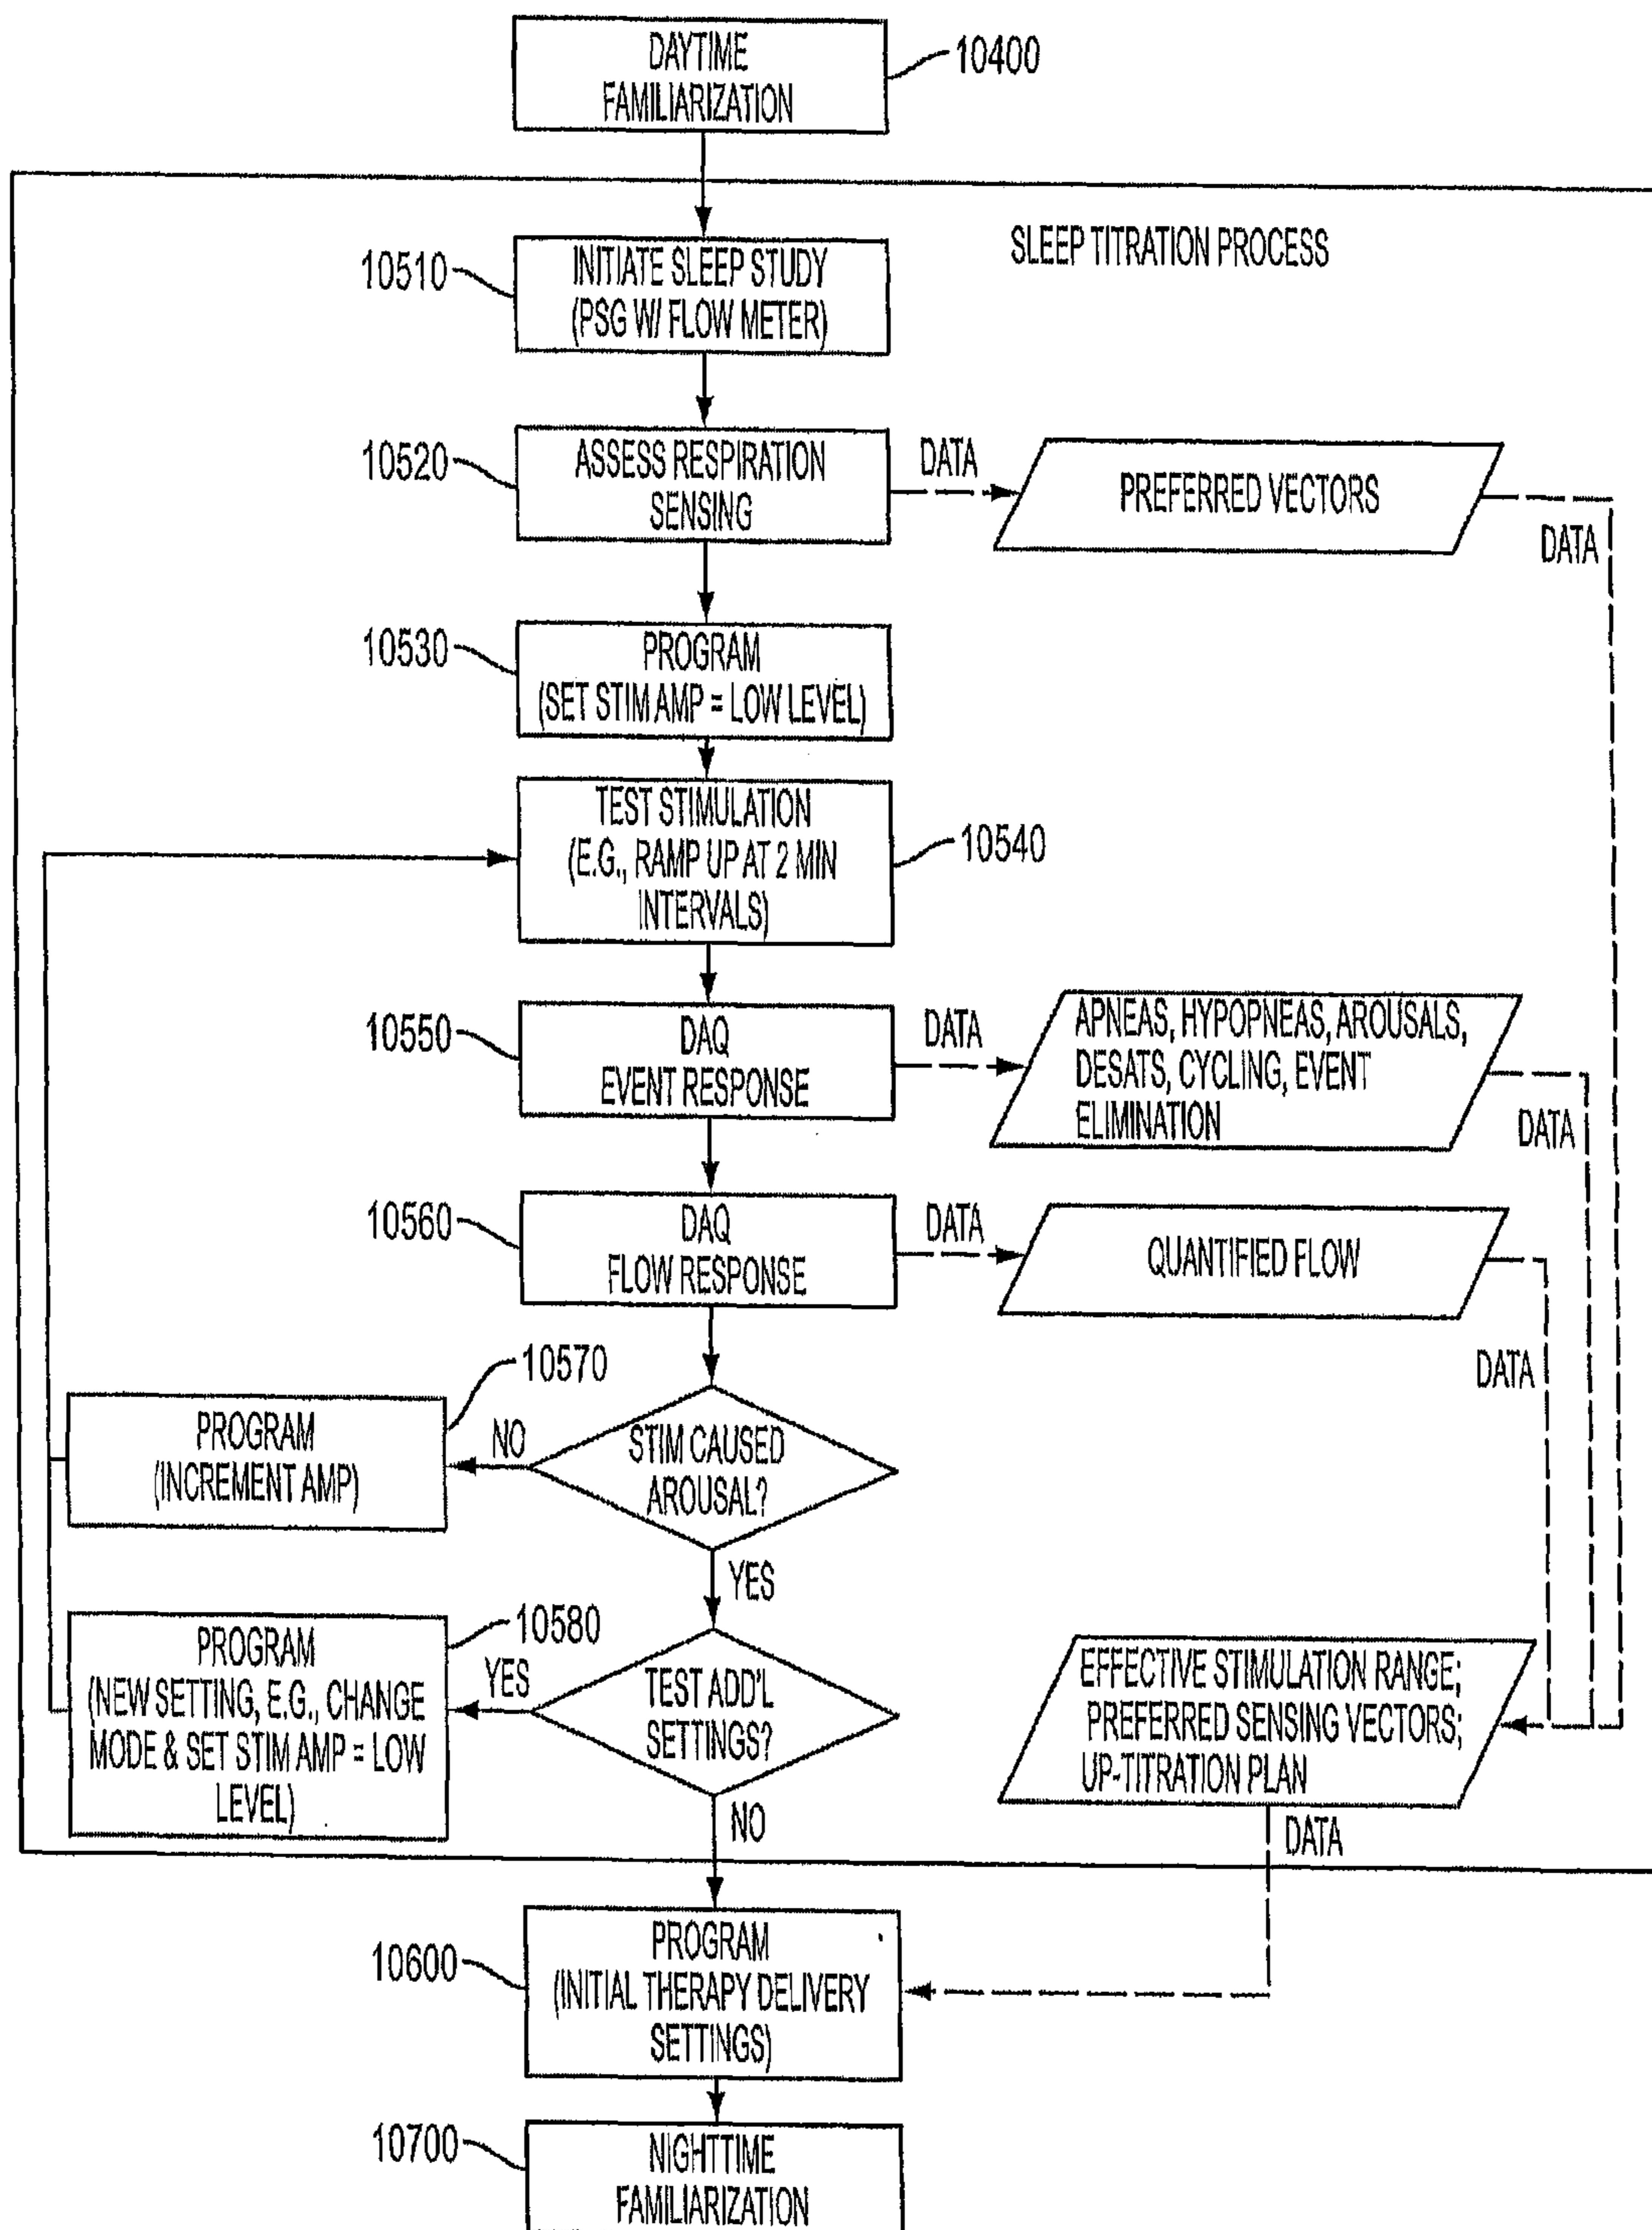 DAYTIME
FAMILIARIZATION
10400
SLEEP TITRATION PROCESS
10510
INITIATE SLEEP STUDY
(PSG W/ FLOW METER)
10520
ASSESS RESPIRATION
SENSING
DATA
PREFERRED VECTORS
DATA
10530
PROGRAM
(SET STIM AMP = LOW LEVEL)
TEST STIMULATION
(E.G., RAMP UP AT 2 MIN
INTERVALS)
10540
10550
DAQ
EVENT RESPONSE
DATA
APNEAS, HYPOPNEAS, AROUSALS,
DESATS, CYCLING, EVENT
ELIMINATION
DATA
10560
DAQ
FLOW RESPONSE
DATA
QUANTIFIED FLOW
DATA
10570
PROGRAM
(INCREMENT AMP)
NO
STIM CAUSED
AROUSAL?
YES
10580
PROGRAM
(NEW SETTING, E.G., CHANGE
MODE & SET STIM AMP = LOW
LEVEL)
YES
TEST ADD'L
SETTINGS?
NO
EFFECTIVE STIMULATION RANGE;
PREFERRED SENSING VECTORS;
UP-TITRATION PLAN
DATA
10600
PROGRAM
(INITIAL THERAPY DELIVERY
SETTINGS)
10700
NIGHTTIME
FAMILIARIZATION